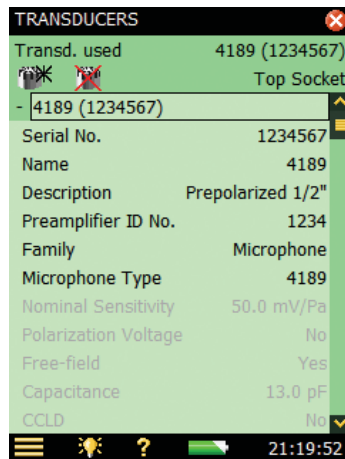 TRANSDUCERS
Transd. used 4189 (1234567)
Top Socket
- 4189 (1234567)
Serial No. 1234567
Name 4189
Description Prepolarized 1/2"
Preamplifier ID No. 1234
Family Microphone
Microphone Type 4189
Nominal Sensitivity 50.0 mV/Pa
Polarization Voltage No
Free-field Yes
Capacitance 13.0 pF
CCLD No
? 21:19:52